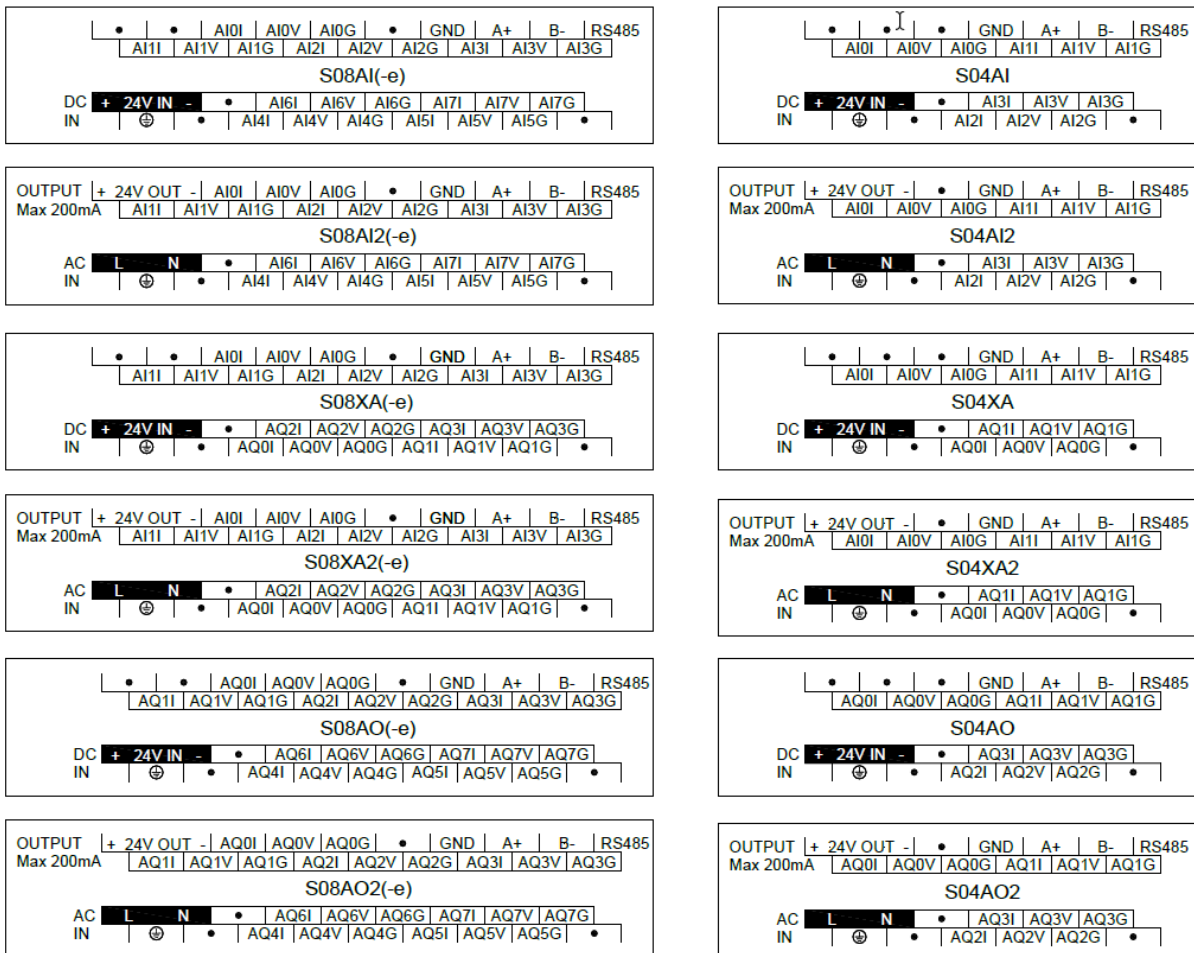 • • AI0I AI0V AI0G • GND A+ B- RS485
AI1I AI1V AI1G AI2I AI2V AI2G AI3I AI3V AI3G
S08AI(-e)
DC + 24V IN - • AI6I AI6V AI6G AI7I AI7V AI7G
IN • AI4I AI4V AI4G AI5I AI5V AI5G •
• • • GND A+ B- RS485
AI0I AI0V AI0G AI1I AI1V AI1G
S04AI
DC + 24V IN - • AI3I AI3V AI3G
IN • AI2I AI2V AI2G •
OUTPUT + 24V OUT - AI0I AI0V AI0G • GND A+ B- RS485
Max 200mA AI1I AI1V AI1G AI2I AI2V AI2G AI3I AI3V AI3G
S08AI2(-e)
AC L N • AI6I AI6V AI6G AI7I AI7V AI7G
IN • AI4I AI4V AI4G AI5I AI5V AI5G •
OUTPUT + 24V OUT - • GND A+ B- RS485
Max 200mA AI0I AI0V AI0G AI1I AI1V AI1G
S04AI2
AC L N • AI3I AI3V AI3G
IN • AI2I AI2V AI2G •
• • AI0I AI0V AI0G • GND A+ B- RS485
AI1I AI1V AI1G AI2I AI2V AI2G AI3I AI3V AI3G
S08XA(-e)
DC + 24V IN - • AQ2I AQ2V AQ2G AQ3I AQ3V AQ3G
IN • AQ0I AQ0V AQ0G AQ1I AQ1V AQ1G •
• • • GND A+ B- RS485
AI0I AI0V AI0G AI1I AI1V AI1G
S04XA
DC + 24V IN - • AQ1I AQ1V AQ1G
IN • AQ0I AQ0V AQ0G •
OUTPUT + 24V OUT - AI0I AI0V AI0G • GND A+ B- RS485
Max 200mA AI1I AI1V AI1G AI2I AI2V AI2G AI3I AI3V AI3G
S08XA2(-e)
AC L N • AQ2I AQ2V AQ2G AQ3I AQ3V AQ3G
IN • AQ0I AQ0V AQ0G AQ1I AQ1V AQ1G •
OUTPUT + 24V OUT - • GND A+ B- RS485
Max 200mA AI0I AI0V AI0G AI1I AI1V AI1G
S04XA2
AC L N • AQ1I AQ1V AQ1G
IN • AQ0I AQ0V AQ0G •
• • AQ0I AQ0V AQ0G • GND A+ B- RS485
AQ1I AQ1V AQ1G AQ2I AQ2V AQ2G AQ3I AQ3V AQ3G
S08AO(-e)
DC + 24V IN - • AQ6I AQ6V AQ6G AQ7I AQ7V AQ7G
IN • AQ4I AQ4V AQ4G AQ5I AQ5V AQ5G •
• • • GND A+ B- RS485
AQ0I AQ0V AQ0G AQ1I AQ1V AQ1G
S04AO
DC + 24V IN - • AQ3I AQ3V AQ3G
IN • AQ2I AQ2V AQ2G •
OUTPUT + 24V OUT - AQ0I AQ0V AQ0G • GND A+ B- RS485
Max 200mA AQ1I AQ1V AQ1G AQ2I AQ2V AQ2G AQ3I AQ3V AQ3G
S08AO2(-e)
AC L N • AQ6I AQ6V AQ6G AQ7I AQ7V AQ7G
IN • AQ4I AQ4V AQ4G AQ5I AQ5V AQ5G •
OUTPUT + 24V OUT - • GND A+ B- RS485
Max 200mA AQ0I AQ0V AQ0G AQ1I AQ1V AQ1G
S04AO2
AC L N • AQ3I AQ3V AQ3G
IN • AQ2I AQ2V AQ2G •